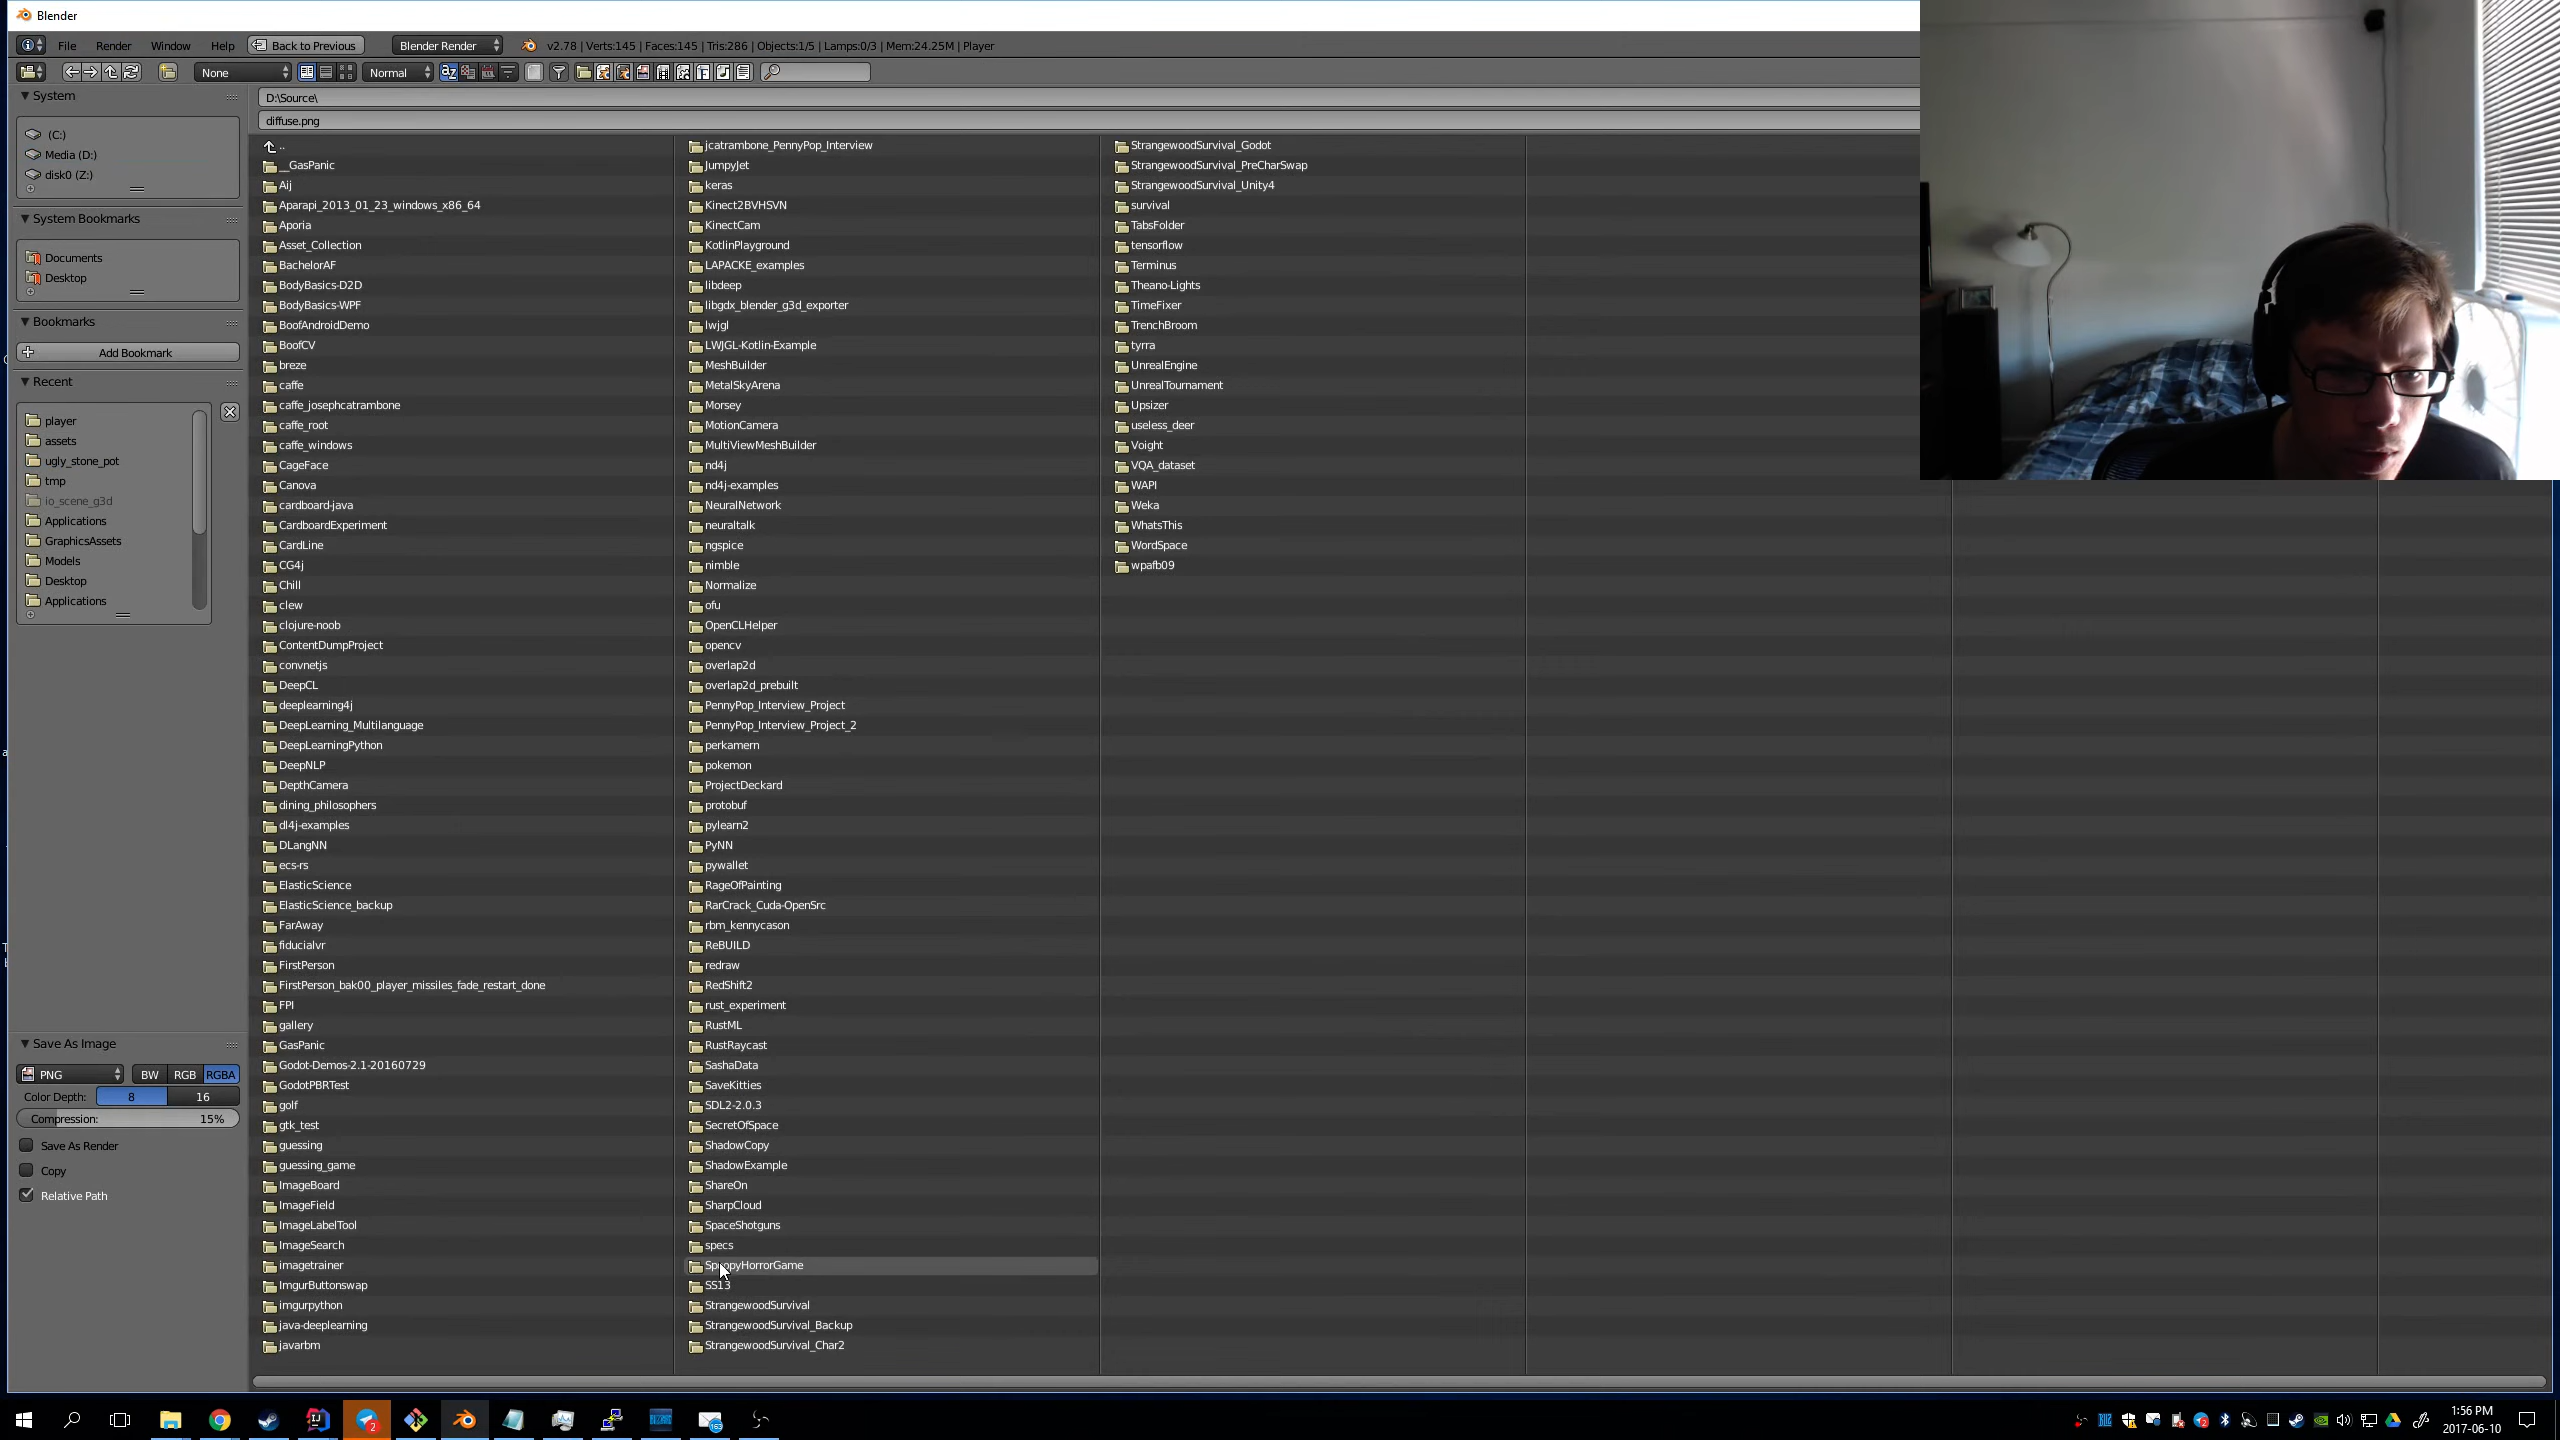 Blender
File Render Window Help Back to Previous Blender Render v2.78 | Verts:145 | Faces:145 | Tris:286 | Objects:1/5 | Lamps:0/3 | Mem:24.25M | Player
None Normal
System
(C:)
Media (D:)
disk0 (Z:)
System Bookmarks
Documents
Desktop
Bookmarks
Add Bookmark
Recent
player
assets
ugly_stone_pot
tmp
io_scene_g3d
Applications
GraphicsAssets
Models
Desktop
Applications
Save As Image
PNG BW RGB RGBA
Color Depth: 8 16
Compression: 15%
Save As Render
Copy
Relative Path
D:\Source\
diffuse.png
..
__GasPanic
Aij
Aparapi_2013_01_23_windows_x86_64
Aporia
Asset_Collection
BachelorAF
BodyBasics-D2D
BodyBasics-WPF
BoofAndroidDemo
BoofCV
breze
caffe
caffe_josephcatrambone
caffe_root
caffe_windows
CageFace
Canova
cardboard-java
CardboardExperiment
CardLine
CG4j
Chill
clew
clojure-noob
ContentDumpProject
convnetjs
DeepCL
deeplearning4j
DeepLearning_Multilanguage
DeepLearningPython
DeepNLP
DepthCamera
dining_philosophers
dl4j-examples
DLangNN
ecs-rs
ElasticScience
ElasticScience_backup
FarAway
fiducialvr
FirstPerson
FirstPerson_bak00_player_missiles_fade_restart_done
FPI
gallery
GasPanic
Godot-Demos-2.1-20160729
GodotPBRTest
golf
gtk_test
guessing
guessing_game
ImageBoard
ImageField
ImageLabelTool
ImageSearch
imagetrainer
ImgurButtonswap
imgurpython
java-deeplearning
javarbm
jcatrambone_PennyPop_Interview
JumpyJet
keras
Kinect2BVHSVN
KinectCam
KotlinPlayground
LAPACKE_examples
libdeep
libgdx_blender_g3d_exporter
lwjgl
LWJGL-Kotlin-Example
MeshBuilder
MetalSkyArena
Morsey
MotionCamera
MultiViewMeshBuilder
nd4j
nd4j-examples
NeuralNetwork
neuraltalk
ngspice
nimble
Normalize
ofu
OpenCLHelper
opencv
overlap2d
overlap2d_prebuilt
PennyPop_Interview_Project
PennyPop_Interview_Project_2
perkamern
pokemon
ProjectDeckard
protobuf
pylearn2
PyNN
pywallet
RageOfPainting
RarCrack_Cuda-OpenSrc
rbm_kennycason
ReBUILD
redraw
RedShift2
rust_experiment
RustML
RustRaycast
SashaData
SaveKitties
SDL2-2.0.3
SecretOfSpace
ShadowCopy
ShadowExample
ShareOn
SharpCloud
SpaceShotguns
specs
SpoopyHorrorGame
SS13
StrangewoodSurvival
StrangewoodSurvival_Backup
StrangewoodSurvival_Char2
StrangewoodSurvival_Godot
StrangewoodSurvival_PreCharSwap
StrangewoodSurvival_Unity4
survival
TabsFolder
tensorflow
Terminus
Theano-Lights
TimeFixer
TrenchBroom
tyrra
UnrealEngine
UnrealTournament
Upsizer
useless_deer
Voight
VQA_dataset
WAPI
Weka
WhatsThis
WordSpace
wpafb09
1:56 PM
2017-06-10